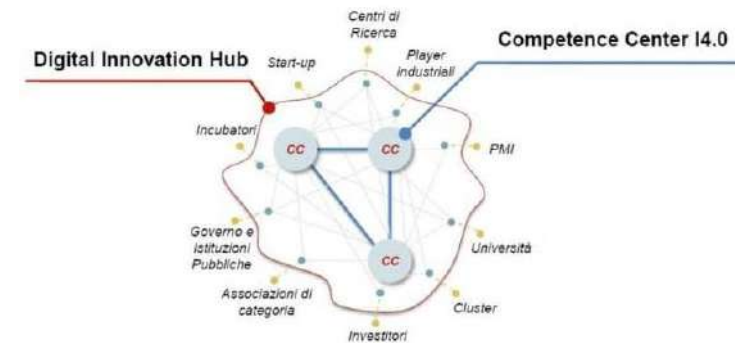 Centri di
Ricerca
Competence Center I4.0
Digital Innovation Hub
Start-up
Player
industriali
Incubatori
CC
CC
PMI
Governo e
Istituzioni
Pubbliche
Università
CC
Associazioni di
categoria
Cluster
Investitori